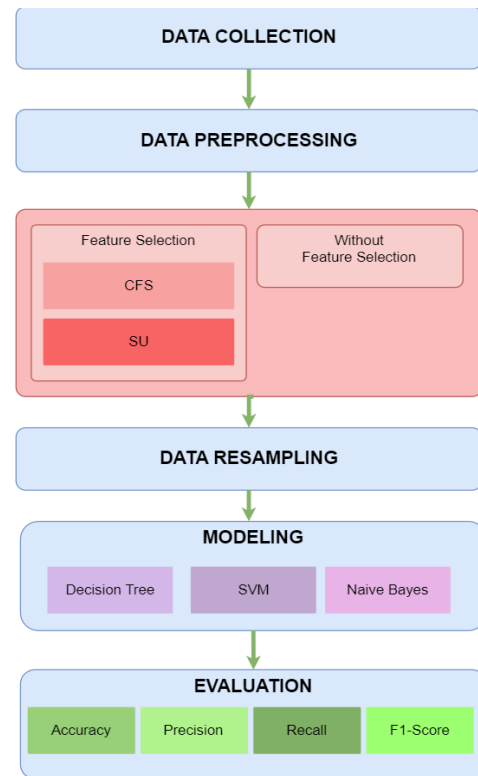 DATA COLLECTION
DATA PREPROCESSING
Feature Selection
CFS
SU
Without
Feature Selection
DATA RESAMPLING
MODELING
Decision Tree
SVM
Naive Bayes
EVALUATION
Accuracy
Precision
Recall
F1-Score